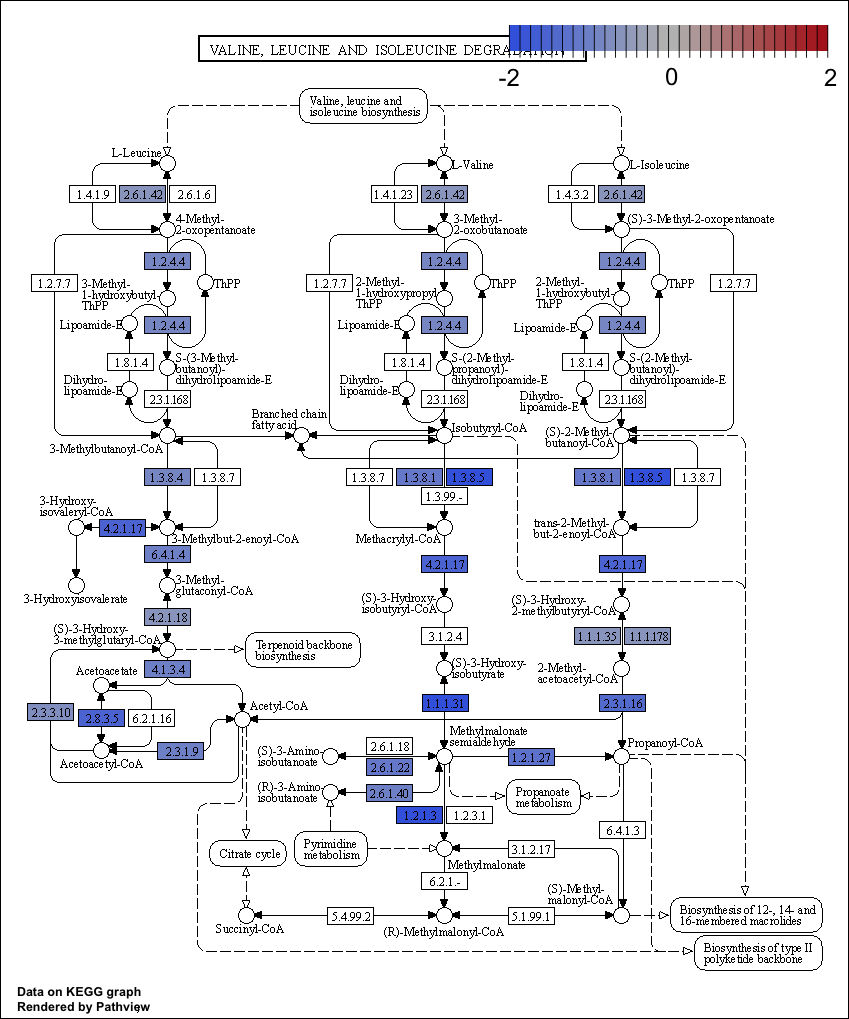 VALINE, LEUCINE AND ISOLEUCINE DEGRADATION
-2
0
2
Valine, leucine and
isoleucine biosynthesis
L-Leucine
L-Valine
L-Isoleucine
1.4.1.9
2.6.1.42
2.6.1.6
1.4.1.23
2.6.1.42
1.4.3.2
2.6.1.42
4-Methyl-
2-oxopentanoate
3-Methyl-
2-oxobutanoate
(S)-3-Methyl-2-oxopentanoate
1.2.4.4
1.2.4.4
1.2.4.4
1.2.7.7
3-Methyl-
1-hydroxybutyl-
ThPP
ThPP
1.2.7.7
2-Methyl-
1-hydroxypropyl-
ThPP
ThPP
2-Methyl-
1-hydroxybutyl-
ThPP
ThPP
1.2.7.7
Lipoamide-E
1.2.4.4
Lipoamide-E
1.2.4.4
Lipoamide-E
1.2.4.4
1.8.1.4
S-(3-Methyl-
butanoyl)-
dihydrolipoamide-E
1.8.1.4
S-(2-Methyl-
propanoyl)-
dihydrolipoamide-E
1.8.1.4
S-(2-Methyl-
butanoyl)-
dihydrolipoamide-E
Dihydro-
lipoamide-E
2.3.1.168
Dihydro-
lipoamide-E
2.3.1.168
Dihydro-
lipoamide-E
2.3.1.168
Branched chain
fatty acid
3-Methylbutanoyl-CoA
Isobutyryl-CoA
(S)-2-Methyl-
butanoyl-CoA
1.3.8.4
1.3.8.7
1.3.8.7
1.3.8.1
1.3.8.5
1.3.99.-
1.3.8.1
1.3.8.5
1.3.8.7
3-Hydroxy-
isovaleryl-CoA
4.2.1.17
3-Methylbut-2-enoyl-CoA
Methacrylyl-CoA
trans-2-Methyl-
but-2-enoyl-CoA
6.4.1.4
4.2.1.17
4.2.1.17
3-Hydroxyisovalerate
3-Methyl-
glutaconyl-CoA
(S)-3-Hydroxy-
isobutyryl-CoA
(S)-3-Hydroxy-
2-methylbutyryl-CoA
4.2.1.18
(S)-3-Hydroxy-
3-methylglutaryl-CoA
Terpenoid backbone
biosynthesis
3.1.2.4
1.1.1.35
1.1.1.178
4.1.3.4
Acetoacetate
(S)-3-Hydroxy-
isobutyrate
2-Methyl-
acetoacetyl-CoA
2.3.3.10
2.8.3.5
6.2.1.16
Acetyl-CoA
1.1.1.31
2.3.1.16
Acetoacetyl-CoA
2.3.1.9
Methylmalonate
semialdehyde
Propanoyl-CoA
(S)-3-Amino-
isobutanoate
2.6.1.18
2.6.1.22
1.2.1.27
(R)-3-Amino-
isobutanoate
2.6.1.40
Propanoate
metabolism
1.2.1.3
1.2.3.1
6.4.1.3
Citrate cycle
Pyrimidine
metabolism
Methylmalonate
3.1.2.17
6.2.1.-
(S)-Methyl-
malonyl-CoA
Succinyl-CoA
5.4.99.2
(R)-Methylmalonyl-CoA
5.1.99.1
Biosynthesis of 12-, 14- and
16-membered macrolides
Biosynthesis of type II
polyketide backbone
Data on KEGG graph
Rendered by Pathview